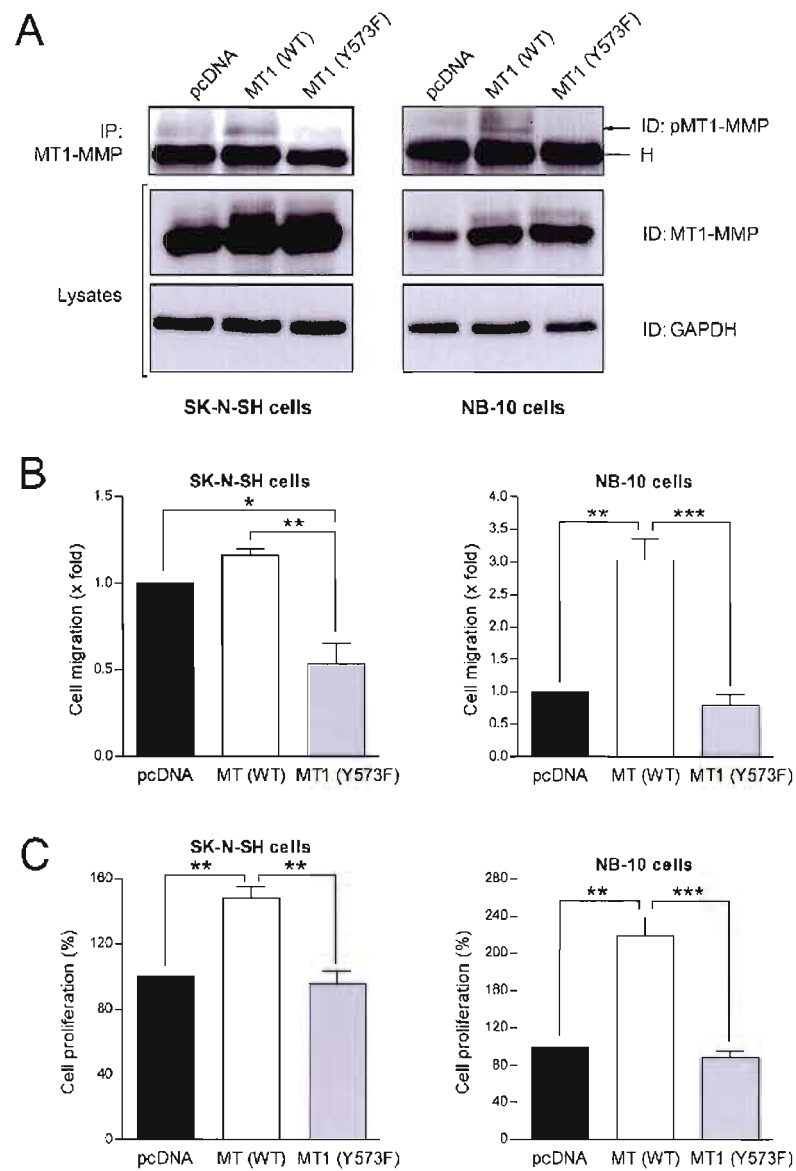 A
pcDNA
MT1 (WT)
MT1 (Y573F)
pcDNA
MT1 (WT)
MT1 (Y573F)
IP:
MT1-MMP
ID: pMT1-MMP
H
ID: MT1-MMP
Lysates
ID: GAPDH
SK-N-SH cells
NB-10 cells
B
SK-N-SH cells
Cell migration (x fold)
1.5
1.0
0.5
0.0
*
**
pcDNA
MT (WT)
MT1 (Y573F)
NB-10 cells
Cell migration (x fold)
4.0
3.5
3.0
2.5
2.0
1.5
1.0
0.5
0.0
**
***
pcDNA
MT (WT)
MT1 (Y573F)
C
SK-N-SH cells
Cell proliferation (%)
160
120
80
40
0
**
**
pcDNA
MT (WT)
MT1 (Y573F)
NB-10 cells
Cell proliferation (%)
280
240
200
160
120
80
40
0
**
***
pcDNA
MT (WT)
MT1 (Y573F)